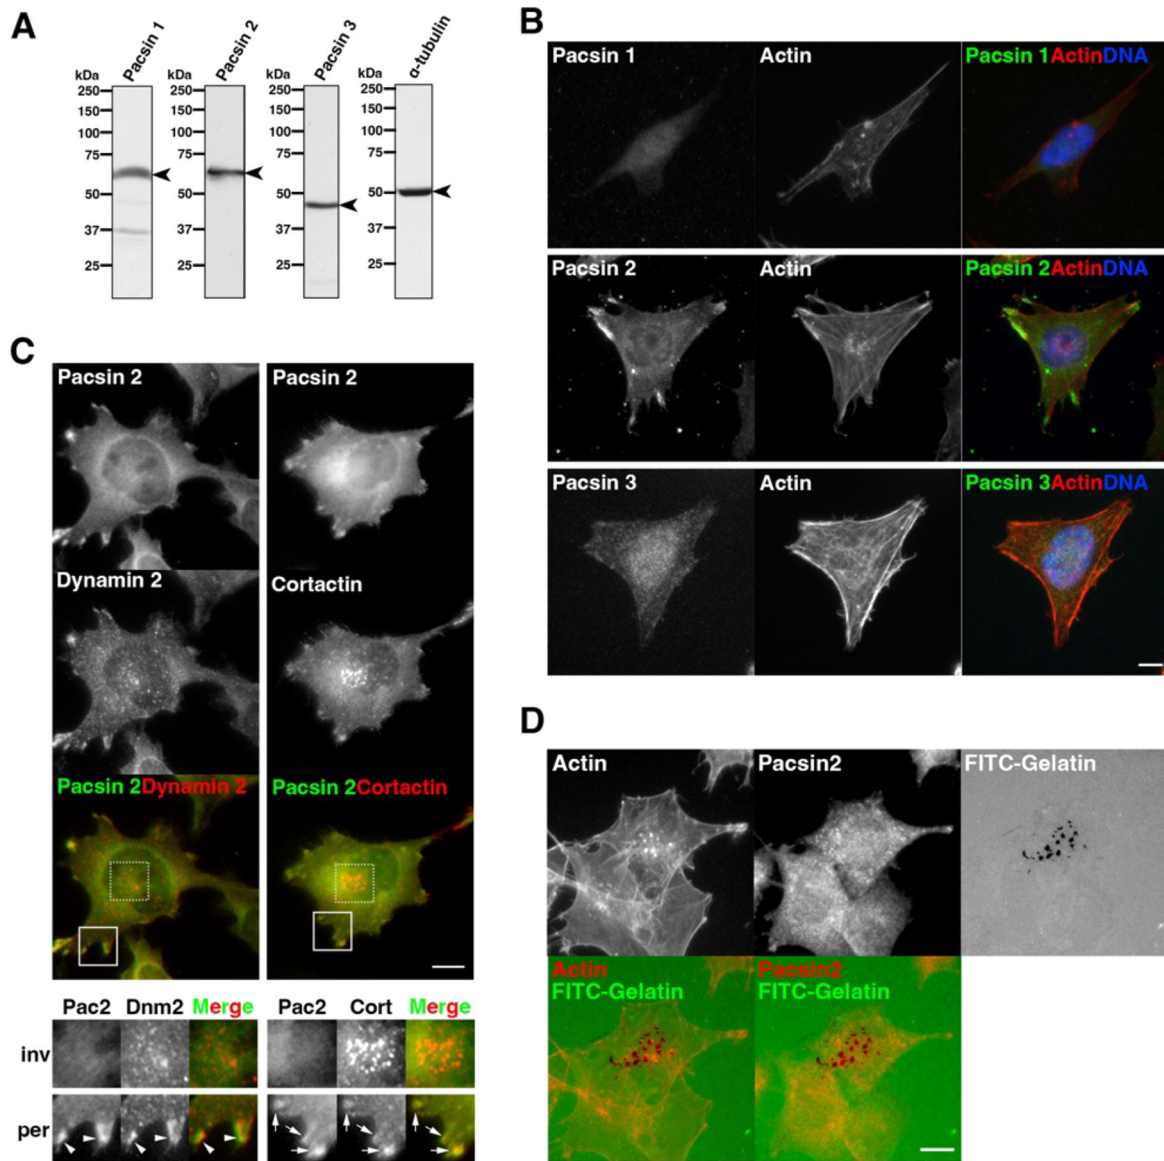 A
Pacsin 1
Pacsin 2
Pacsin 3
α-tubulin
kDa kDa kDa kDa
250 250 250 250
150 150 150 150
100 100 100 100
75 75 75 75
50 50 50 50
37 37 37 37
25 25 25 25
B
Pacsin 1 Actin Pacsin 1ActinDNA
Pacsin 2 Actin Pacsin 2ActinDNA
Pacsin 3 Actin Pacsin 3ActinDNA
C
Pacsin 2 Pacsin 2
Dynamin 2 Cortactin
Pacsin 2Dynamin 2 Pacsin 2Cortactin
Pac2 Dnm2 Merge Pac2 Cort Merge
inv
per
D
Actin Pacsin2 FITC-Gelatin
Actin Pacsin2
FITC-Gelatin FITC-Gelatin